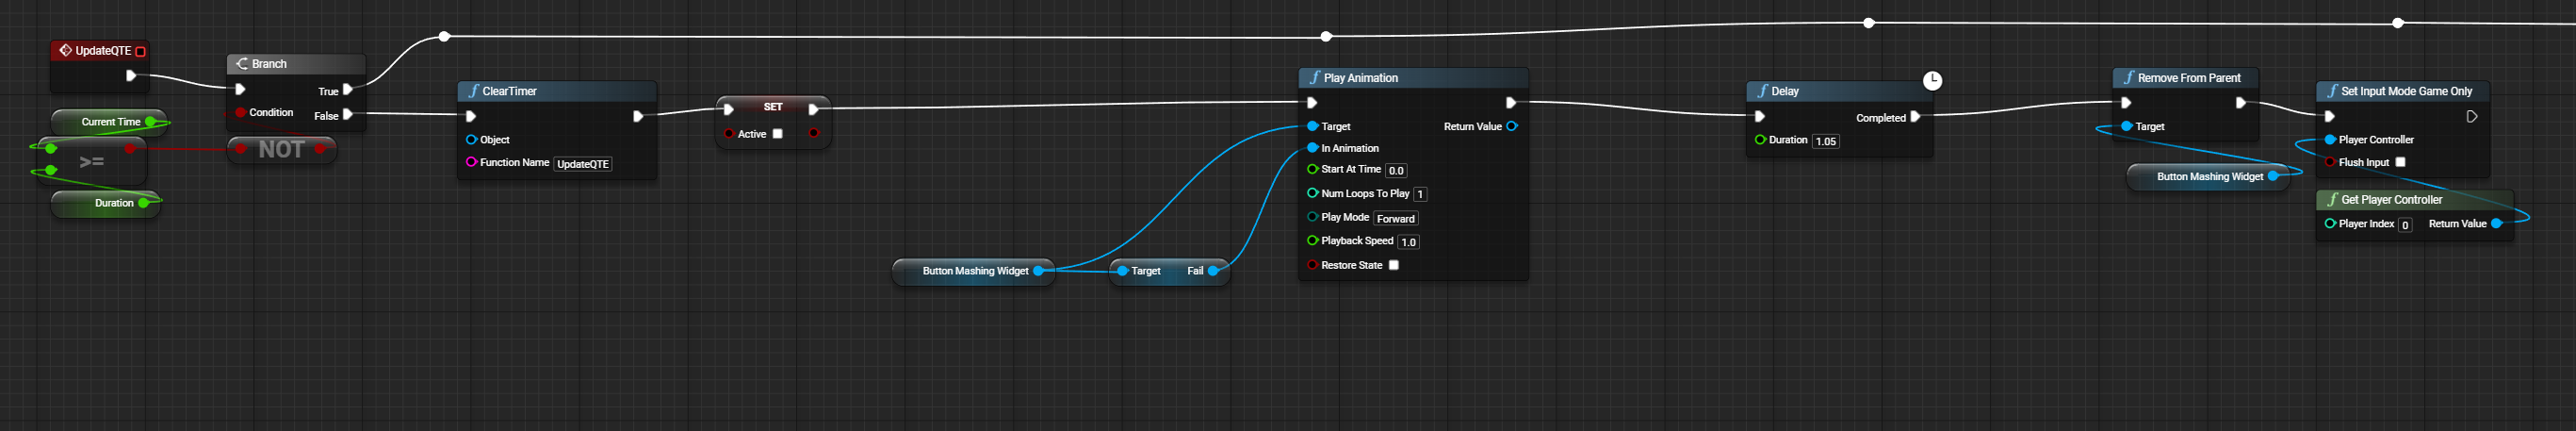 UpdateQTE
Current Time
>=
Duration
Branch
True
Condition
False
NOT
ClearTimer
Object
Function Name UpdateQTE
SET
Active
Button Mashing Widget
Target Fail
Play Animation
Target Return Value
In Animation
Start At Time 0.0
Num Loops To Play 1
Play Mode Forward
Playback Speed 1.0
Restore State
Delay
Completed
Duration 1.05
Remove From Parent
Target
Button Mashing Widget
Set Input Mode Game Only
Player Controller
Flush Input
Get Player Controller
Player Index 0 Return Value